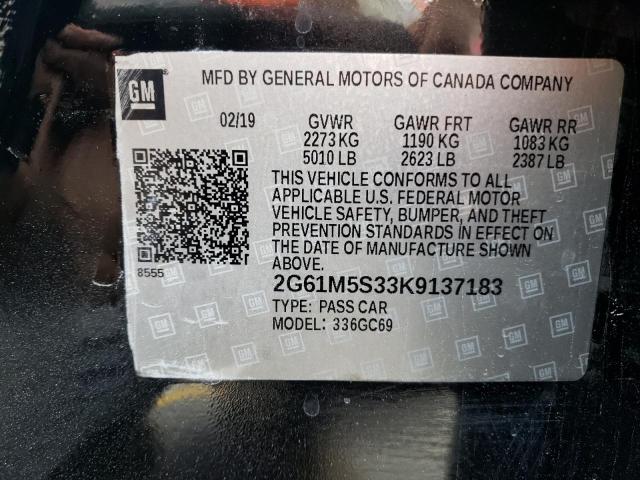 GM
MFD BY GENERAL MOTORS OF CANADA COMPANY
02/19 GVWR GAWR FRT GAWR RR
2273 KG 1190 KG 1083 KG
5010 LB 2623 LB 2387 LB
THIS VEHICLE CONFORMS TO ALL
APPLICABLE U.S. FEDERAL MOTOR
VEHICLE SAFETY, BUMPER, AND THEFT
PREVENTION STANDARDS IN EFFECT ON
THE DATE OF MANUFACTURE SHOWN
ABOVE.
8555
2G61M5S33K9137183
TYPE: PASS CAR
MODEL: 336GC69